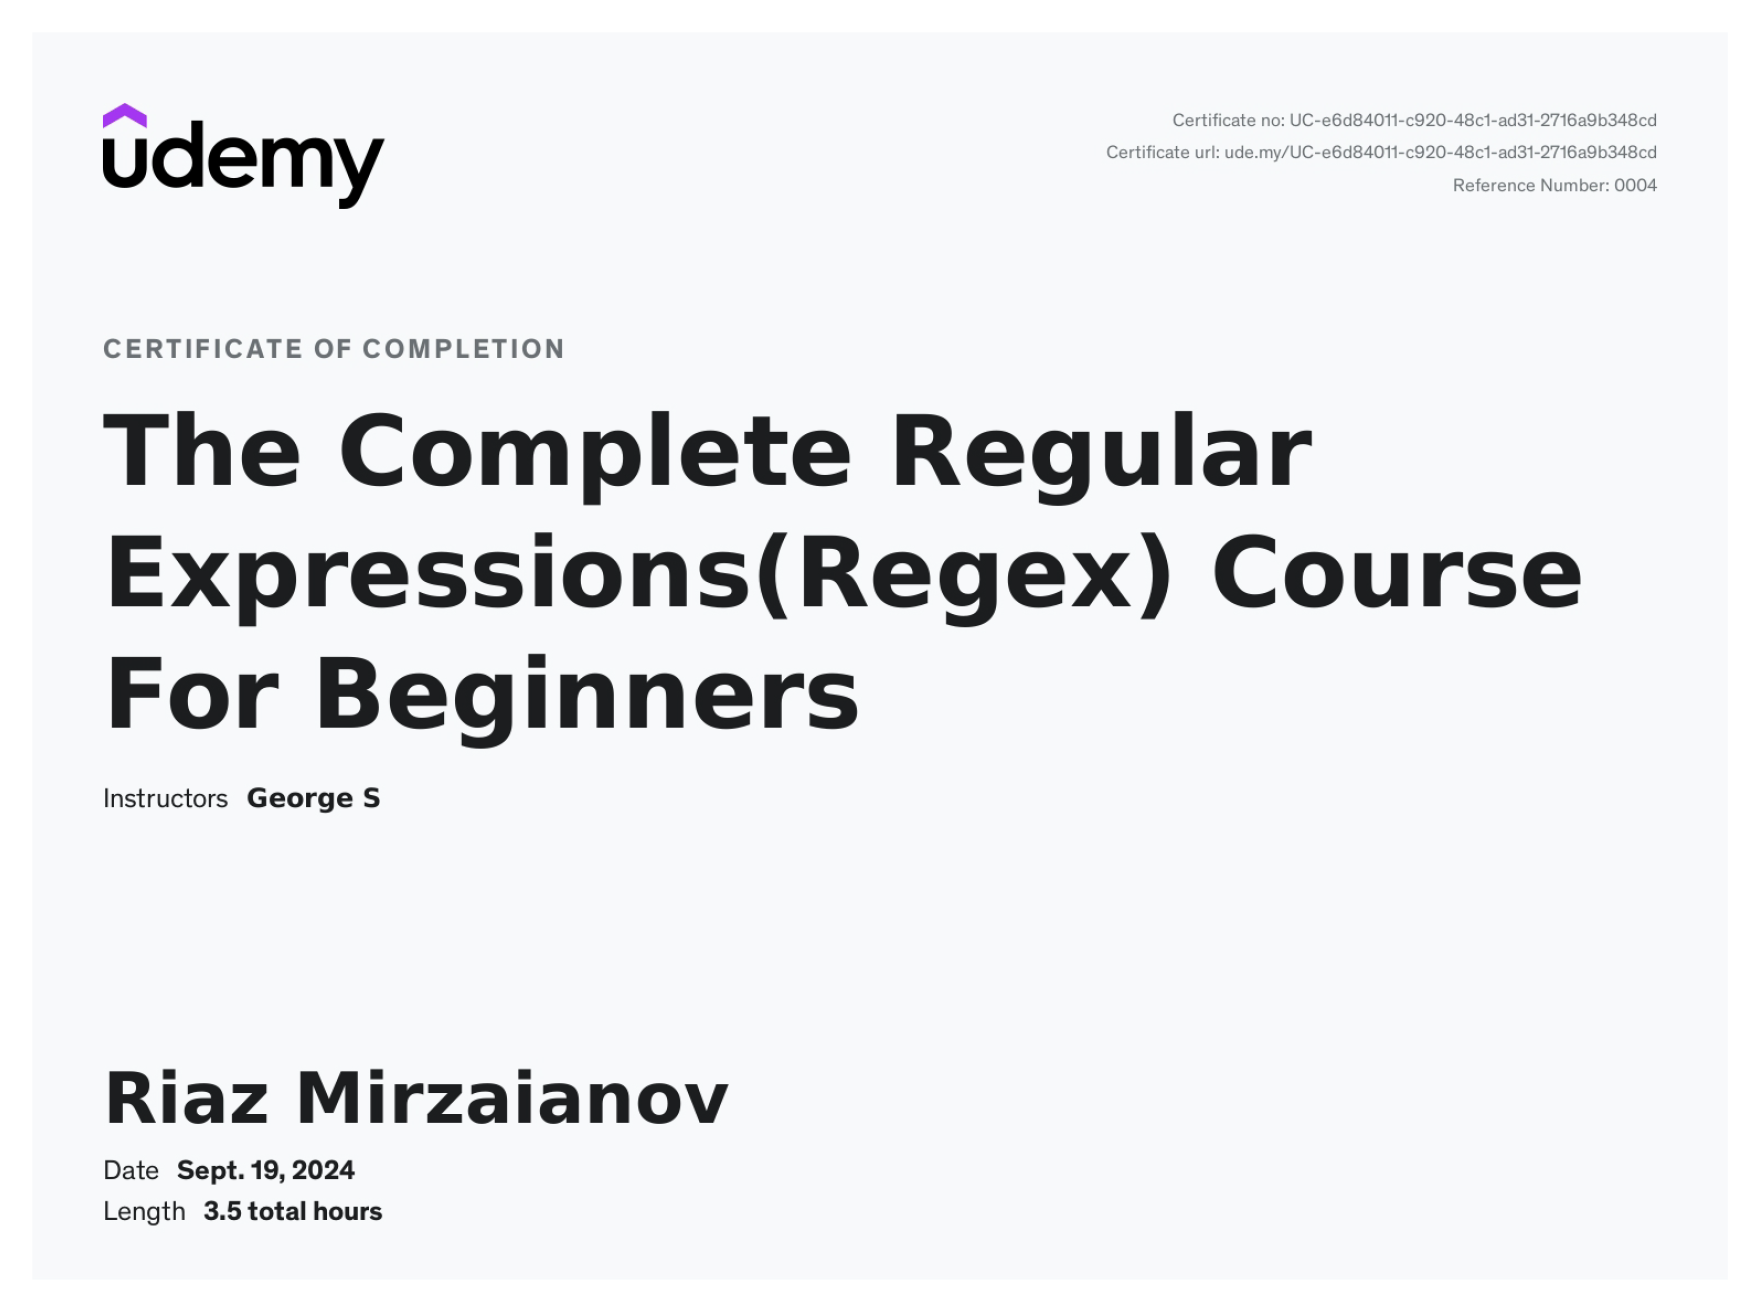 udemy
Certificate no: UC-e6d84011-c920-48c1-ad31-2716a9b348cd
Certificate url: ude.my/UC-e6d84011-c920-48c1-ad31-2716a9b348cd
Reference Number: 0004
CERTIFICATE OF COMPLETION
The Complete Regular
Expressions(Regex) Course
For Beginners
Instructors George S
Riaz Mirzaianov
Date Sept. 19, 2024
Length 3.5 total hours